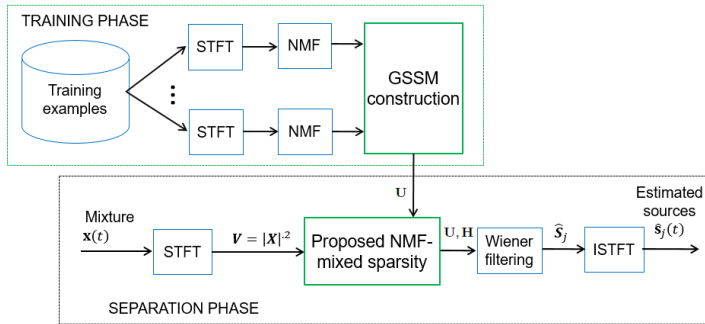 TRAINING PHASE
Training
examples
STFT
NMF
...
STFT
NMF
GSSM
construction
U
Mixture
x(t)
STFT
V = |X|.²
Proposed NMF-
mixed sparsity
U, H
Wiener
filtering
Ŝⱼ
ISTFT
Estimated
sources
ŝⱼ(t)
SEPARATION PHASE